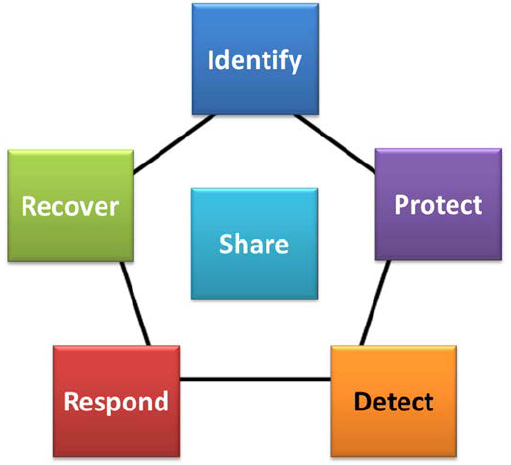 Identify
Recover
Protect
Share
Respond
Detect